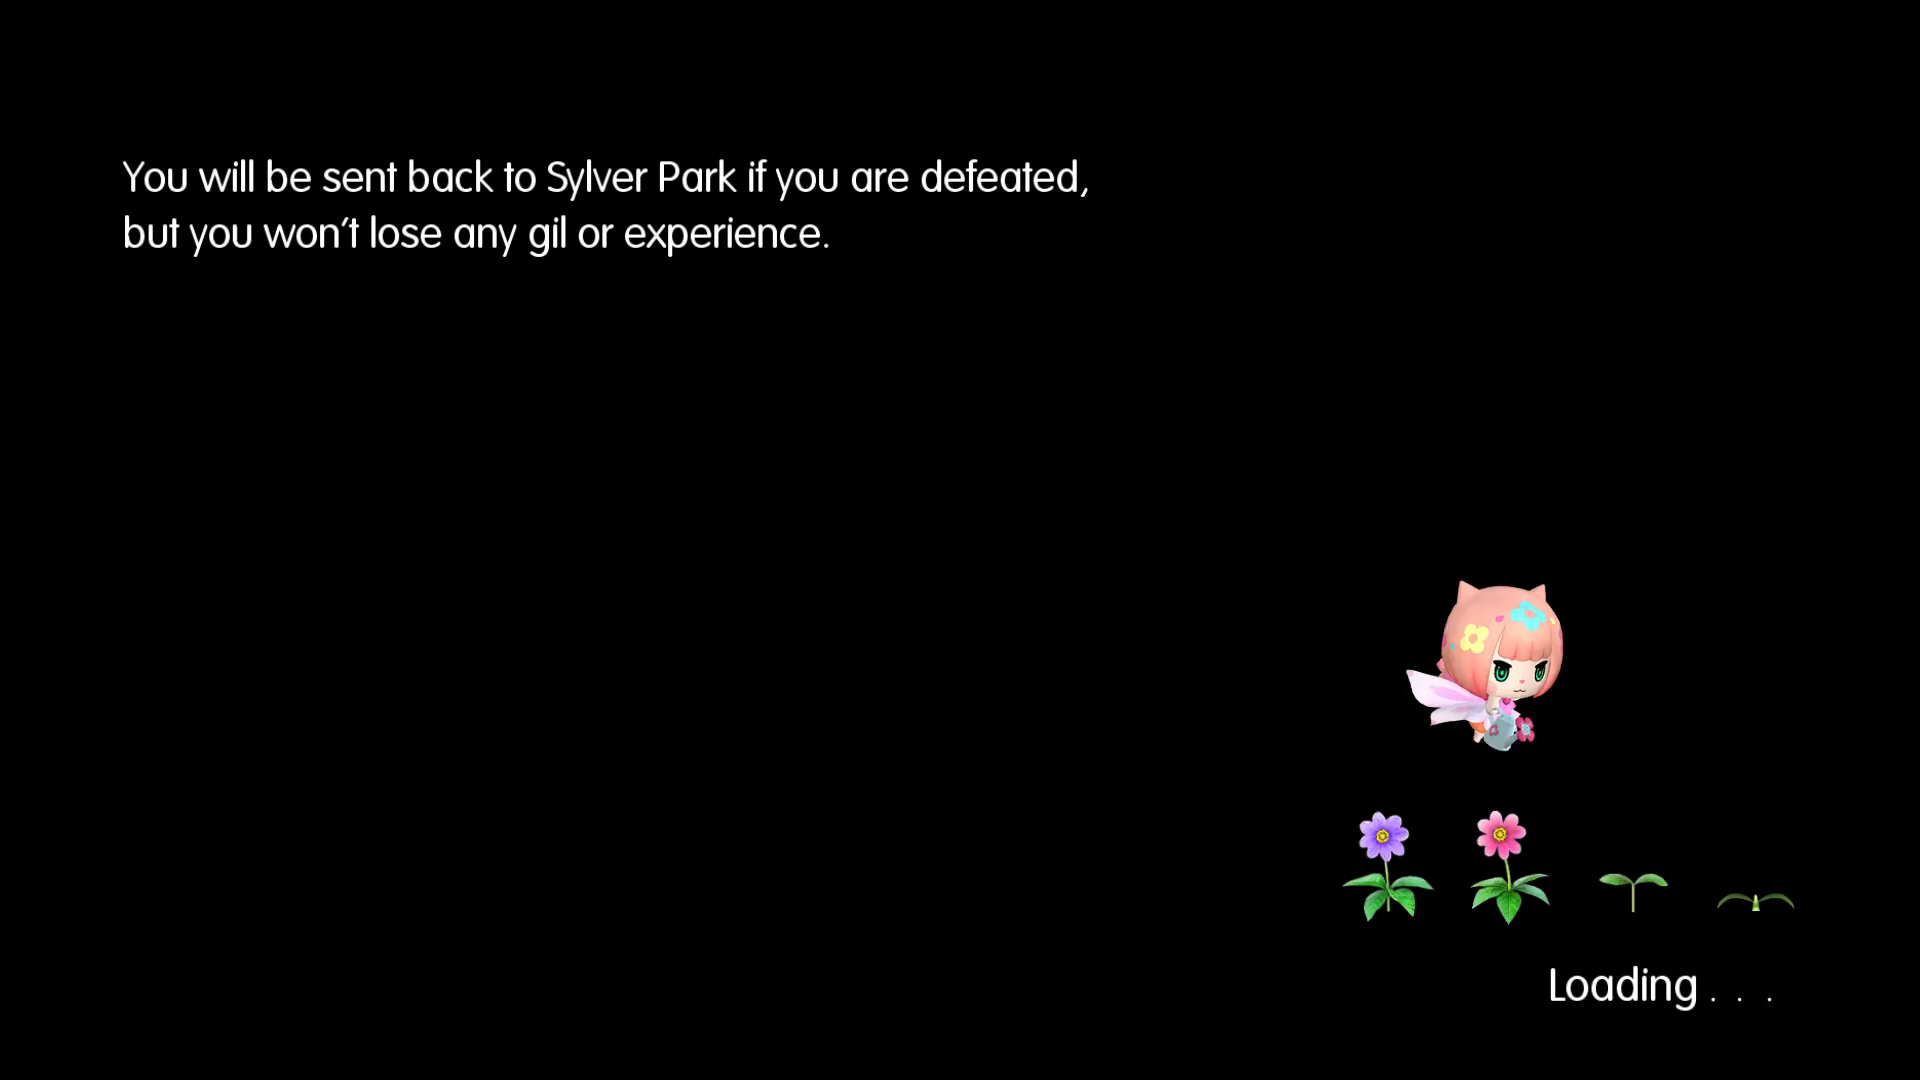 You will be sent back to Sylver Park if you are defeated,
but you won't lose any gil or experience.
Loading . . .